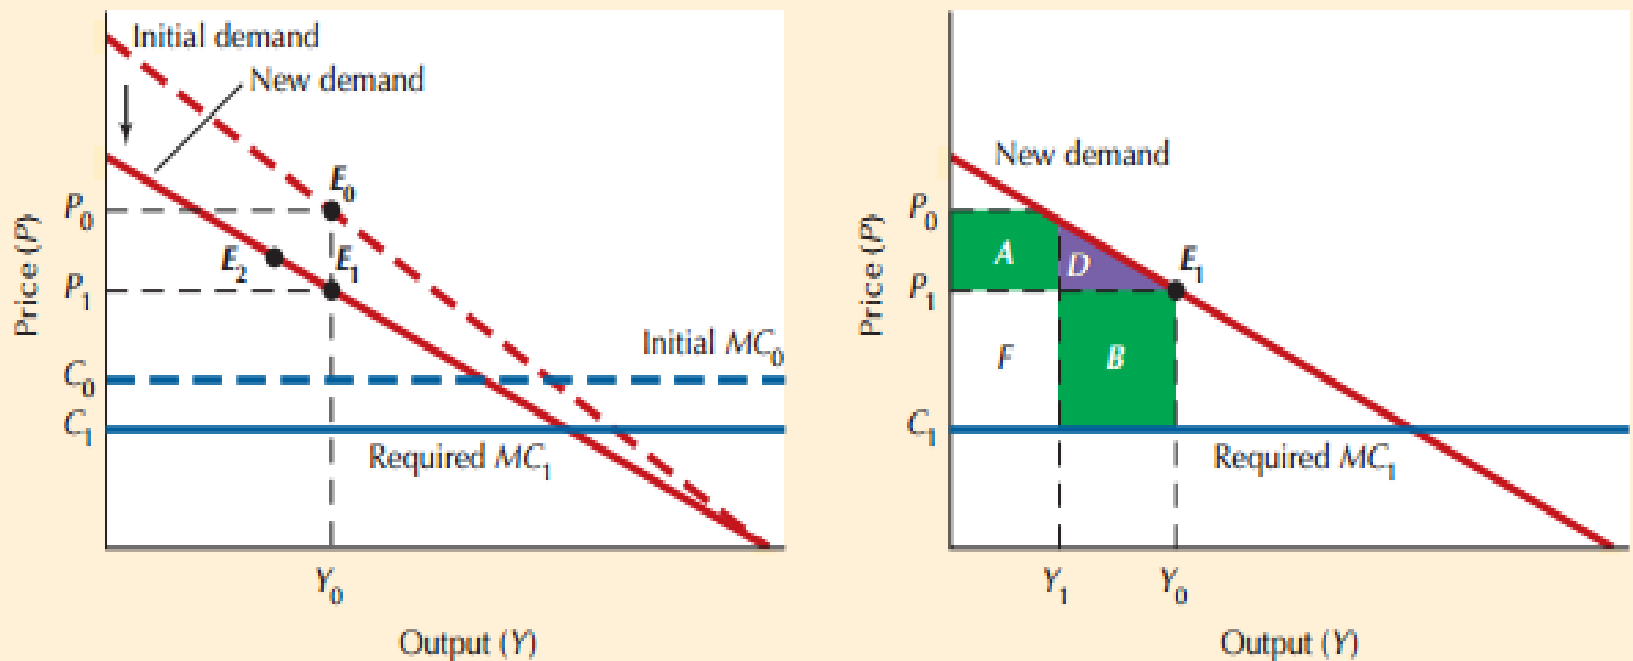 Initial demand
New demand
E₀
P₀
E₂
E₁
P₁
Price (P)
Initial MC₀
C₀
C₁
Required MC₁
Y₀
Output (Y)
New demand
P₀
A
D
E₁
P₁
Price (P)
F
B
C₁
Required MC₁
Y₁
Y₀
Output (Y)